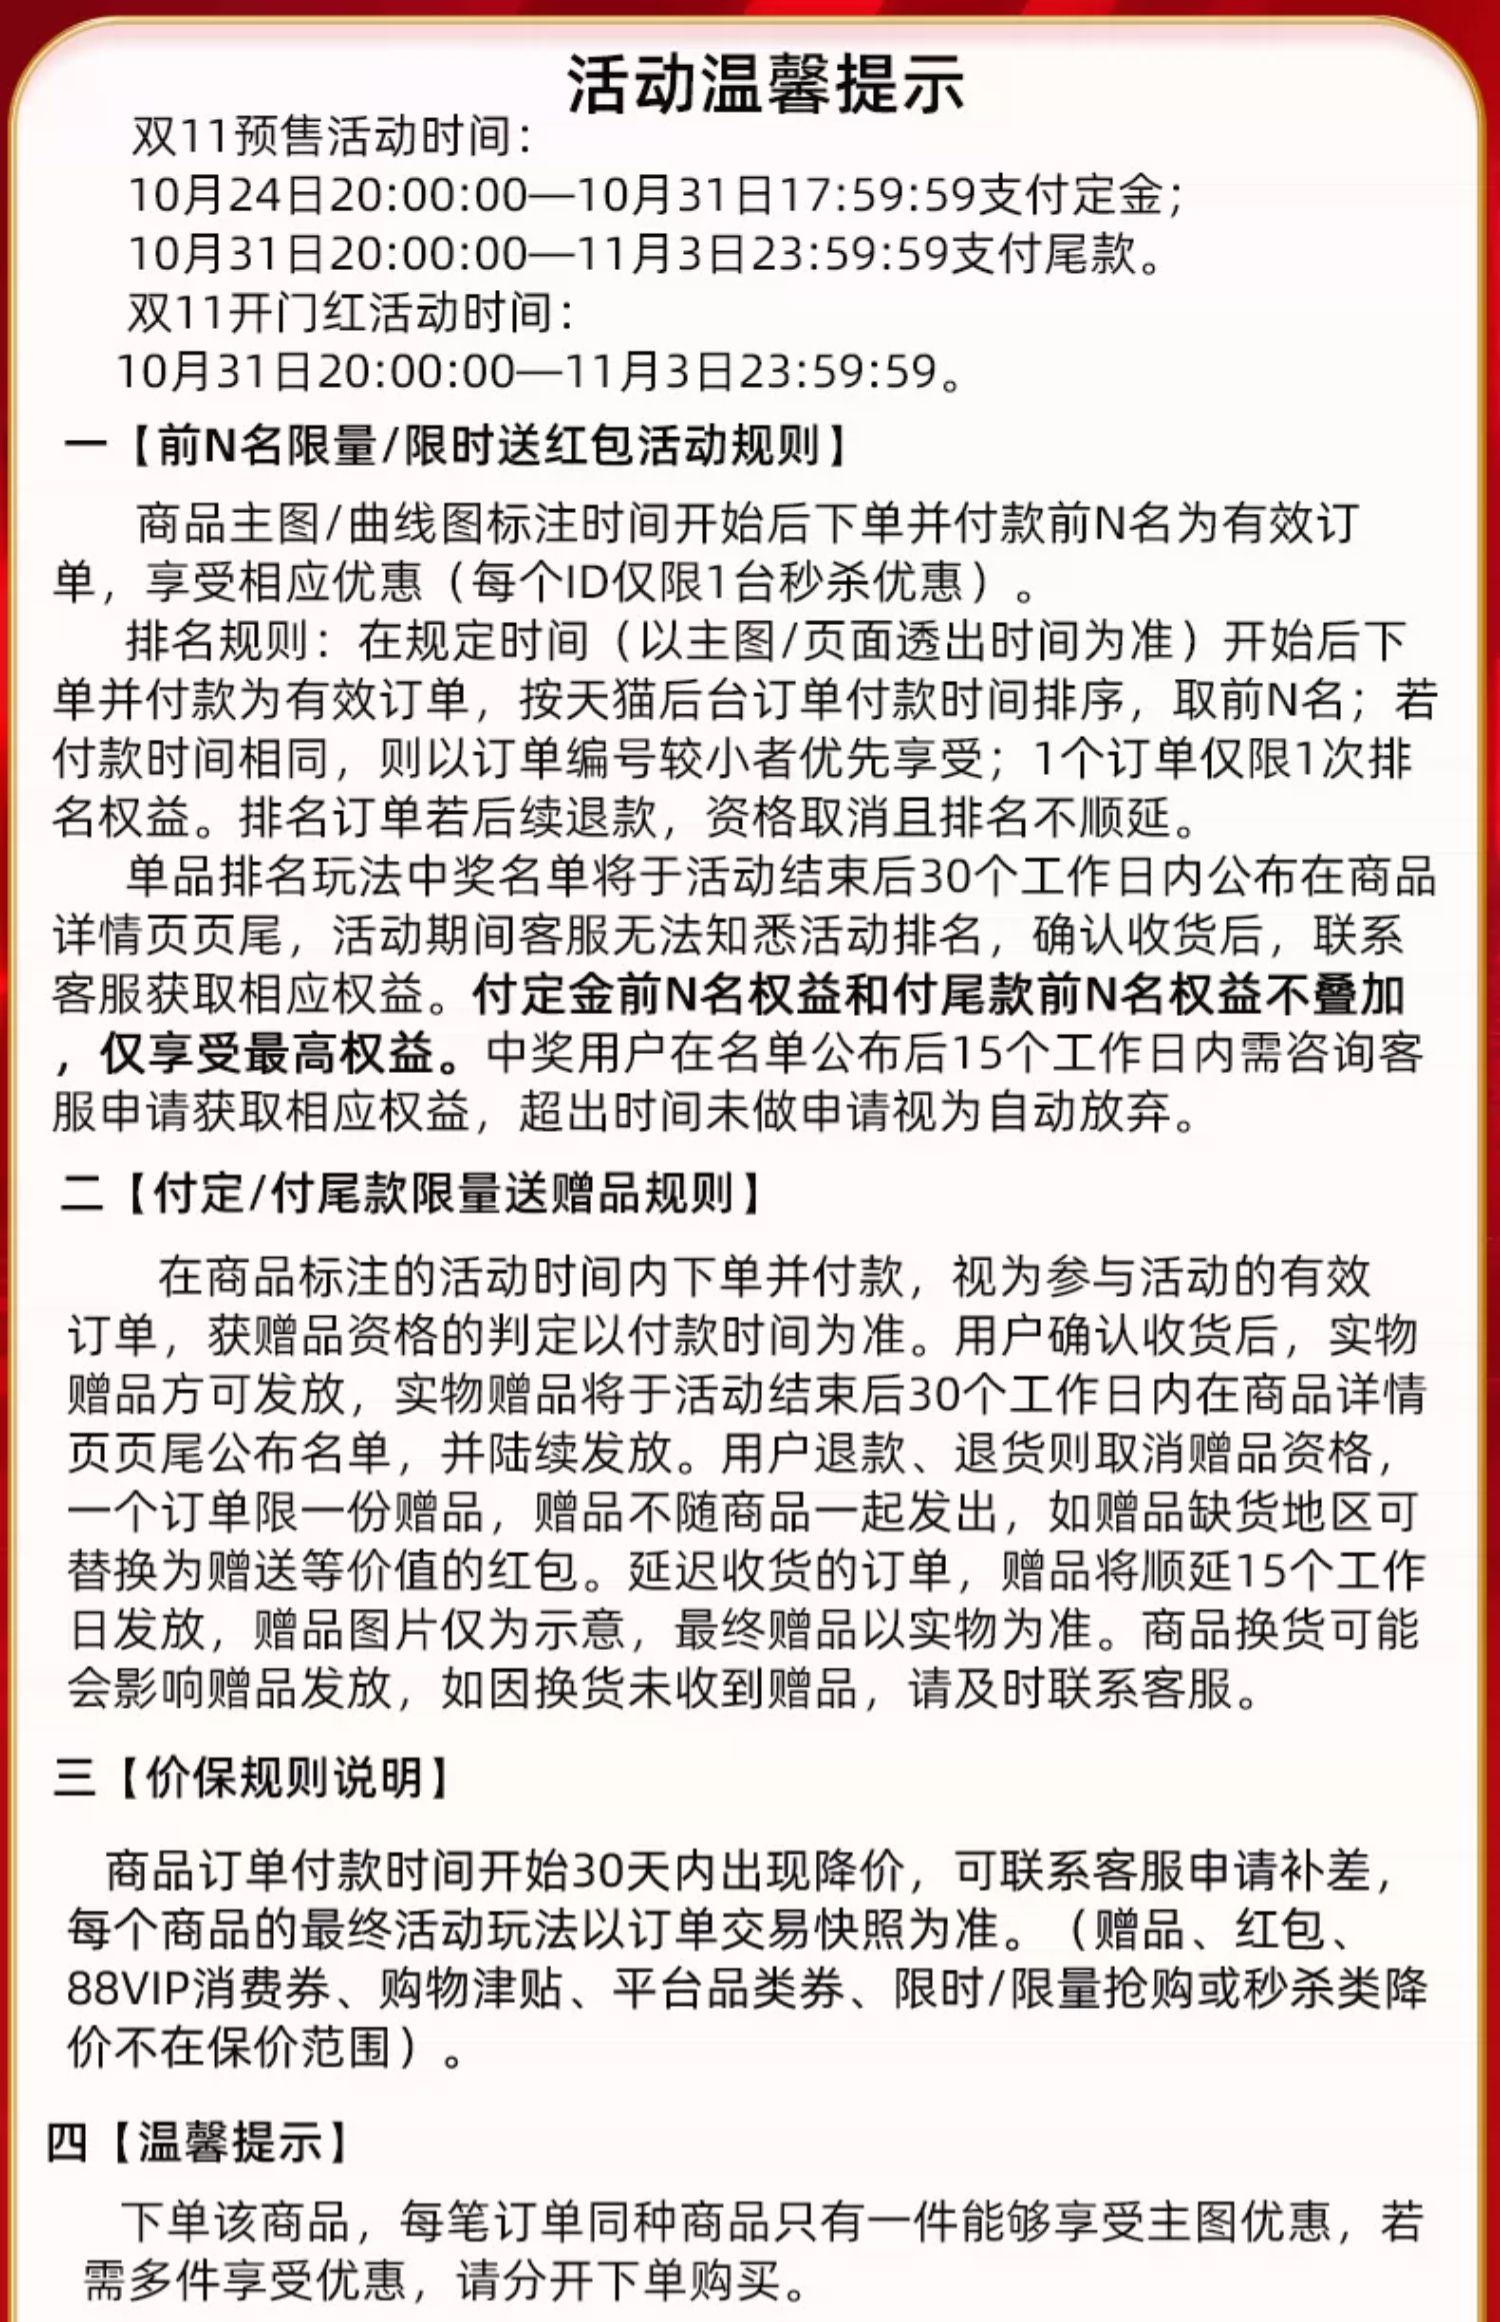 活动温馨提示
双11预售活动时间：
10月24日20:00:00—10月31日17:59:59支付定金；
10月31日20:00:00—11月3日23:59:59支付尾款。
双11开门红活动时间：
10月31日20:00:00—11月3日23:59:59。
一【前N名限量/限时送红包活动规则】
商品主图/曲线图标注时间开始后下单并付款前N名为有效订
单，享受相应优惠（每个ID仅限1台秒杀优惠）。
排名规则：在规定时间（以主图/页面透出时间为准）开始后下
单并付款为有效订单，按天猫后台订单付款时间排序，取前N名；若
付款时间相同，则以订单编号较小者优先享受；1个订单仅限1次排
名权益。排名订单若后续退款，资格取消且排名不顺延。
单品排名玩法中奖名单将于活动结束后30个工作日内公布在商品
详情页页尾，活动期间客服无法知悉活动排名，确认收货后，联系
客服获取相应权益。付定金前N名权益和付尾款前N名权益不叠加
，仅享受最高权益。中奖用户在名单公布后15个工作日内需咨询客
服申请获取相应权益，超出时间未做申请视为自动放弃。
二【付定/付尾款限量送赠品规则】
在商品标注的活动时间内下单并付款，视为参与活动的有效
订单，获赠品资格的判定以付款时间为准。用户确认收货后，实物
赠品方可发放，实物赠品将于活动结束后30个工作日内在商品详情
页页尾公布名单，并陆续发放。用户退款、退货则取消赠品资格，
一个订单限一份赠品，赠品不随商品一起发出，如赠品缺货地区可
替换为赠送等价值的红包。延迟收货的订单，赠品将顺延15个工作
日发放，赠品图片仅为示意，最终赠品以实物为准。商品换货可能
会影响赠品发放，如因换货未收到赠品，请及时联系客服。
三【价保规则说明】
商品订单付款时间开始30天内出现降价，可联系客服申请补差，
每个商品的最终活动玩法以订单交易快照为准。（赠品、红包、
88VIP消费券、购物津贴、平台品类券、限时/限量抢购或秒杀类降
价不在保价范围）。
四【温馨提示】
下单该商品，每笔订单同种商品只有一件能够享受主图优惠，若
需多件享受优惠，请分开下单购买。